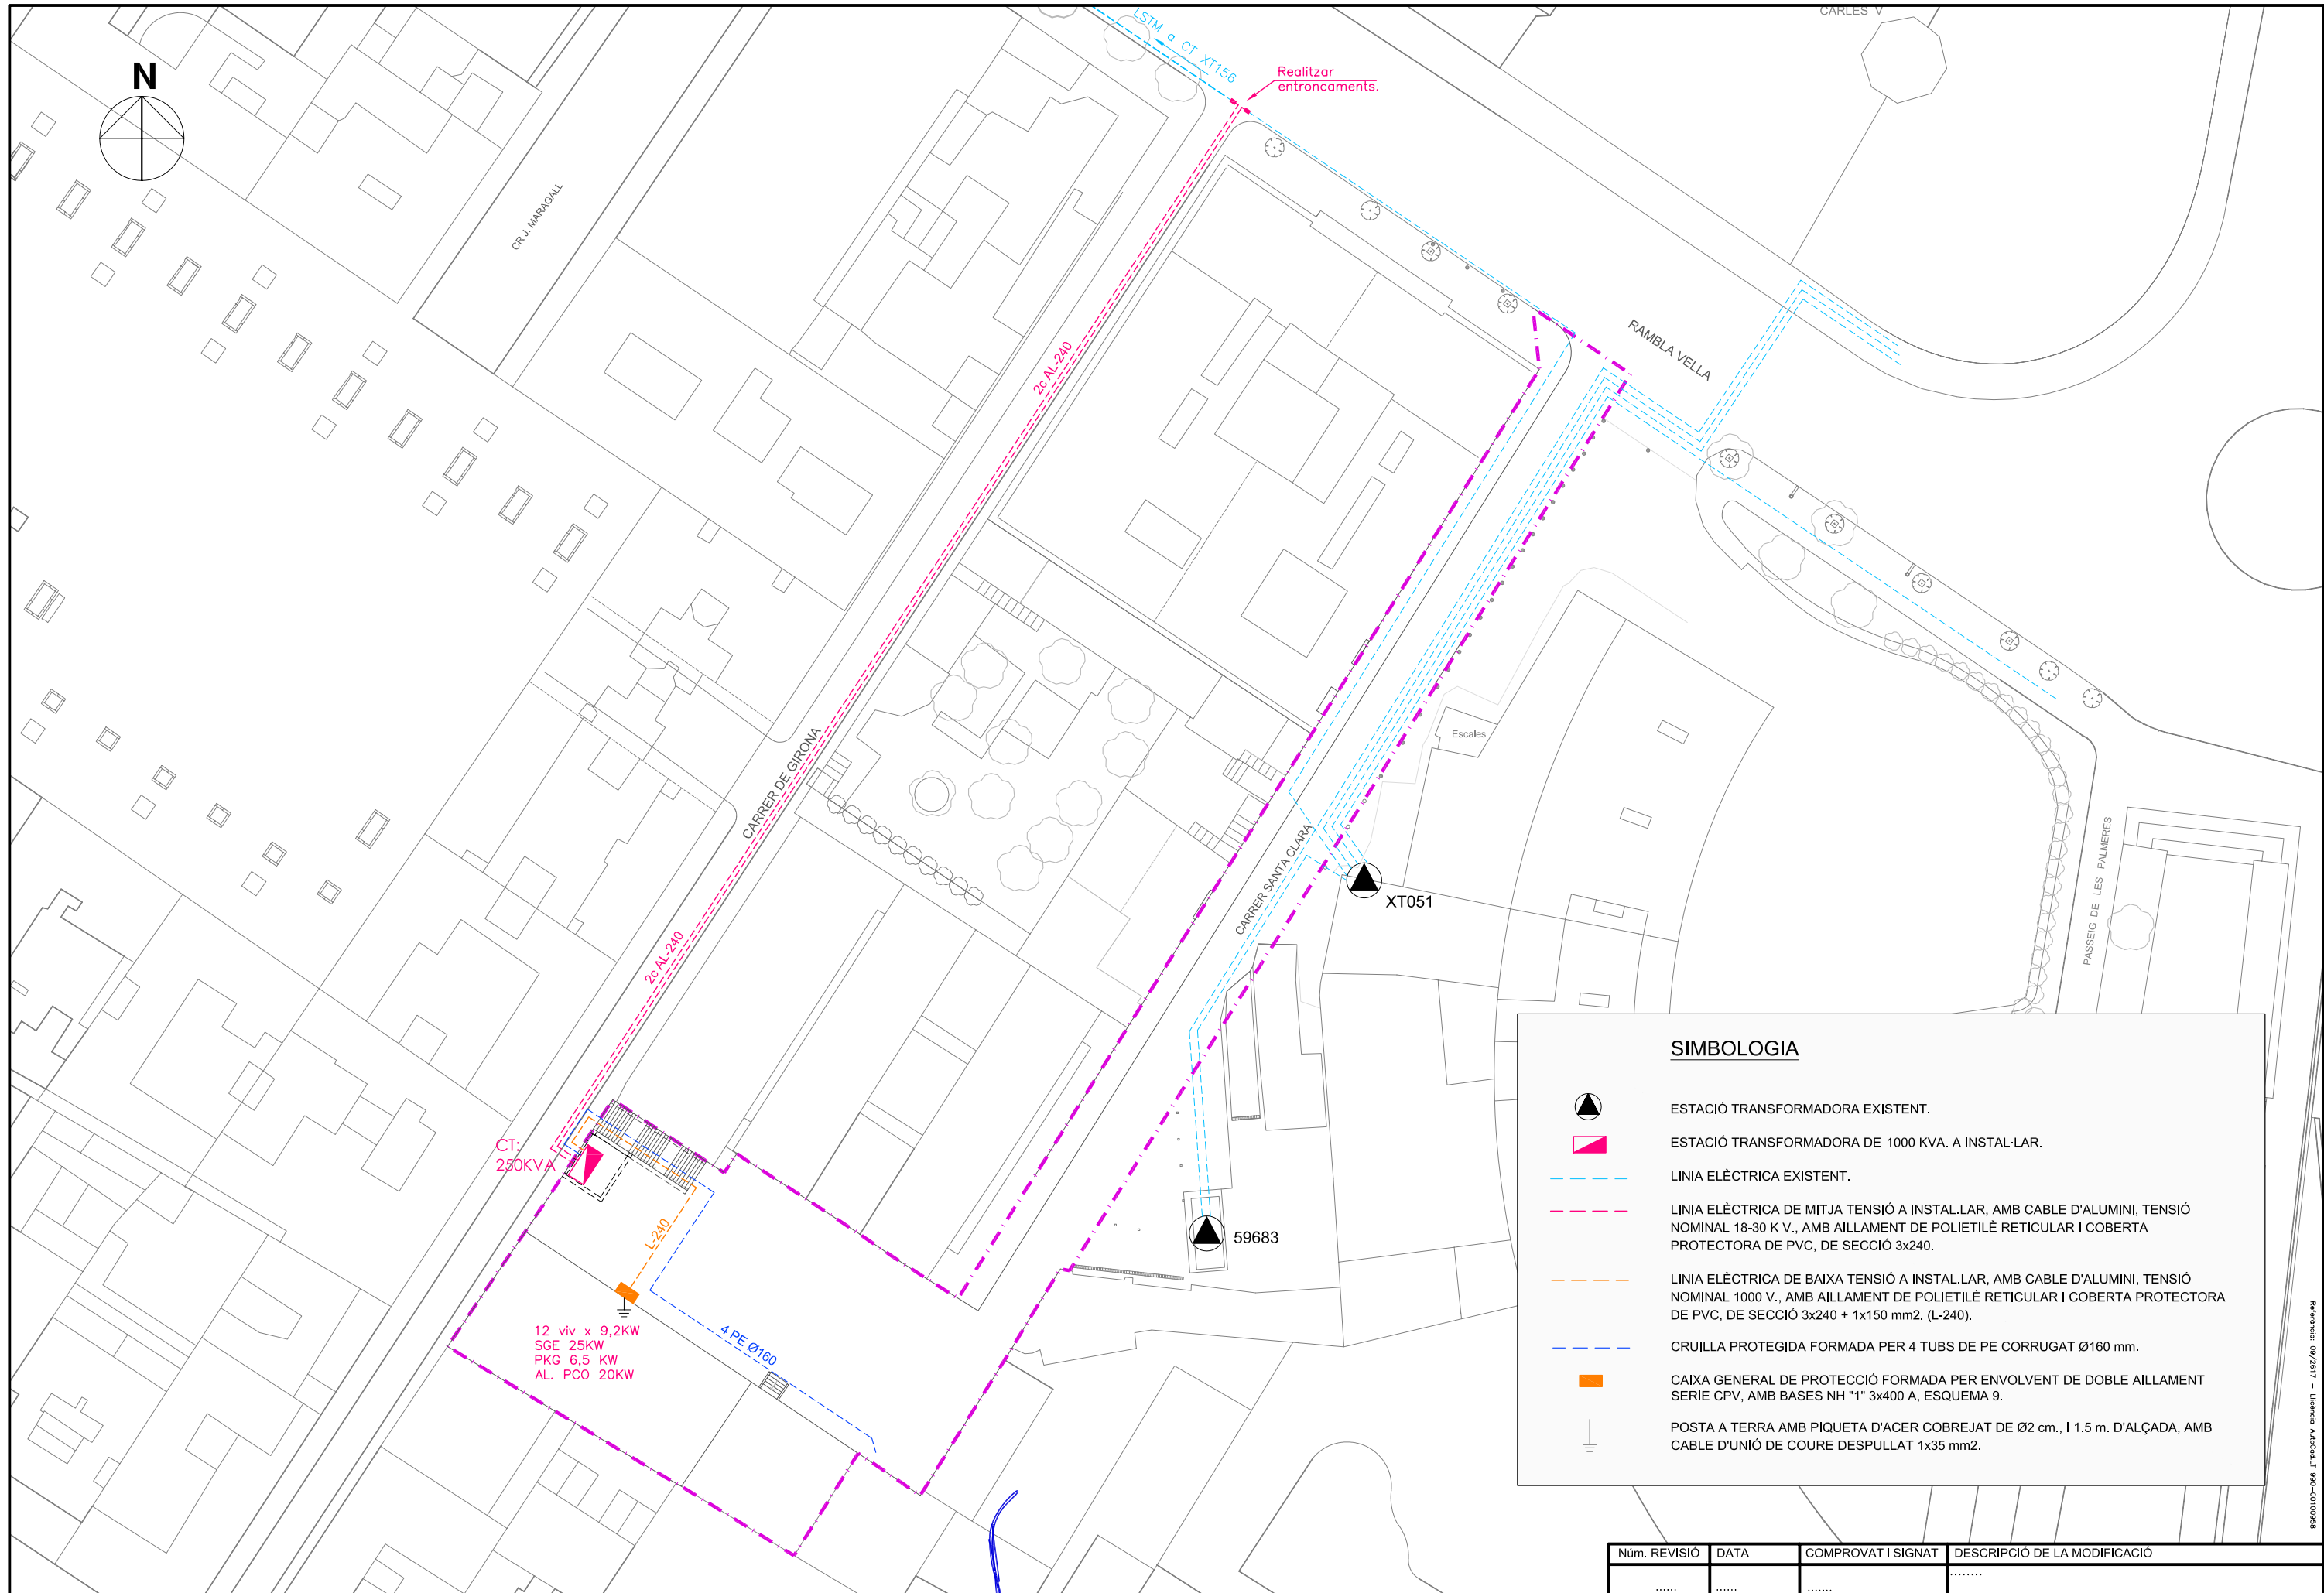 CARLES V
N
LSTM a CT XT156
Realitzar
entroncaments.
CR J. MARAGALL
2c AL-240
RAMBLA VELLA
Escales
CARRER DE GIRONA
CARRER SANTA CLARA
PASSEIG DE LES PALMERES
XT051
2c AL-240
CT:
250KVA
L-240
59683
12 viv x 9,2KW
SGE 25KW
PKG 6,5 KW
AL. PCO 20KW
4 PE Ø160
SIMBOLOGIA
ESTACIÓ TRANSFORMADORA EXISTENT.
ESTACIÓ TRANSFORMADORA DE 1000 KVA. A INSTAL·LAR.
LINIA ELÈCTRICA EXISTENT.
LINIA ELÈCTRICA DE MITJA TENSIÓ A INSTAL.LAR, AMB CABLE D'ALUMINI, TENSIÓ
NOMINAL 18-30 K V., AMB AILLAMENT DE POLIETILÈ RETICULAR I COBERTA
PROTECTORA DE PVC, DE SECCIÓ 3x240.
LINIA ELÈCTRICA DE BAIXA TENSIÓ A INSTAL.LAR, AMB CABLE D'ALUMINI, TENSIÓ
NOMINAL 1000 V., AMB AILLAMENT DE POLIETILÈ RETICULAR I COBERTA PROTECTORA
DE PVC, DE SECCIÓ 3x240 + 1x150 mm2. (L-240).
CRUILLA PROTEGIDA FORMADA PER 4 TUBS DE PE CORRUGAT Ø160 mm.
CAIXA GENERAL DE PROTECCIÓ FORMADA PER ENVOLVENT DE DOBLE AILLAMENT
SERIE CPV, AMB BASES NH "1" 3x400 A, ESQUEMA 9.
POSTA A TERRA AMB PIQUETA D'ACER COBREJAT DE Ø2 cm., I 1.5 m. D'ALÇADA, AMB
CABLE D'UNIÓ DE COURE DESPULLAT 1x35 mm2.
Referència: 09/2617 - Llicència AutoCad.LT 990-00100958
Núm. REVISIÓ DATA COMPROVAT i SIGNAT DESCRIPCIÓ DE LA MODIFICACIÓ
...... ...... ....... ........